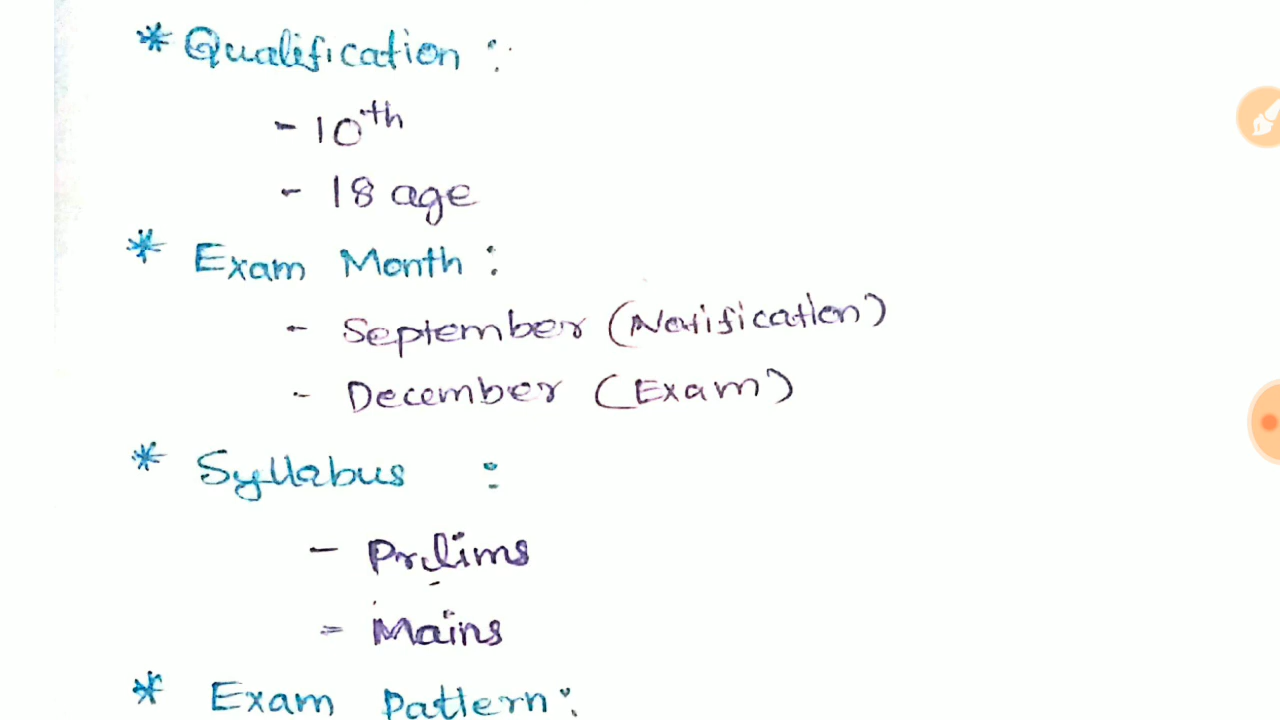 * Qualification :
- 10th
- 18 age
* Exam Month :
- September (Notification)
- December (Exam)
* Syllabus :
- Prelims
- Mains
* Exam Pattern :